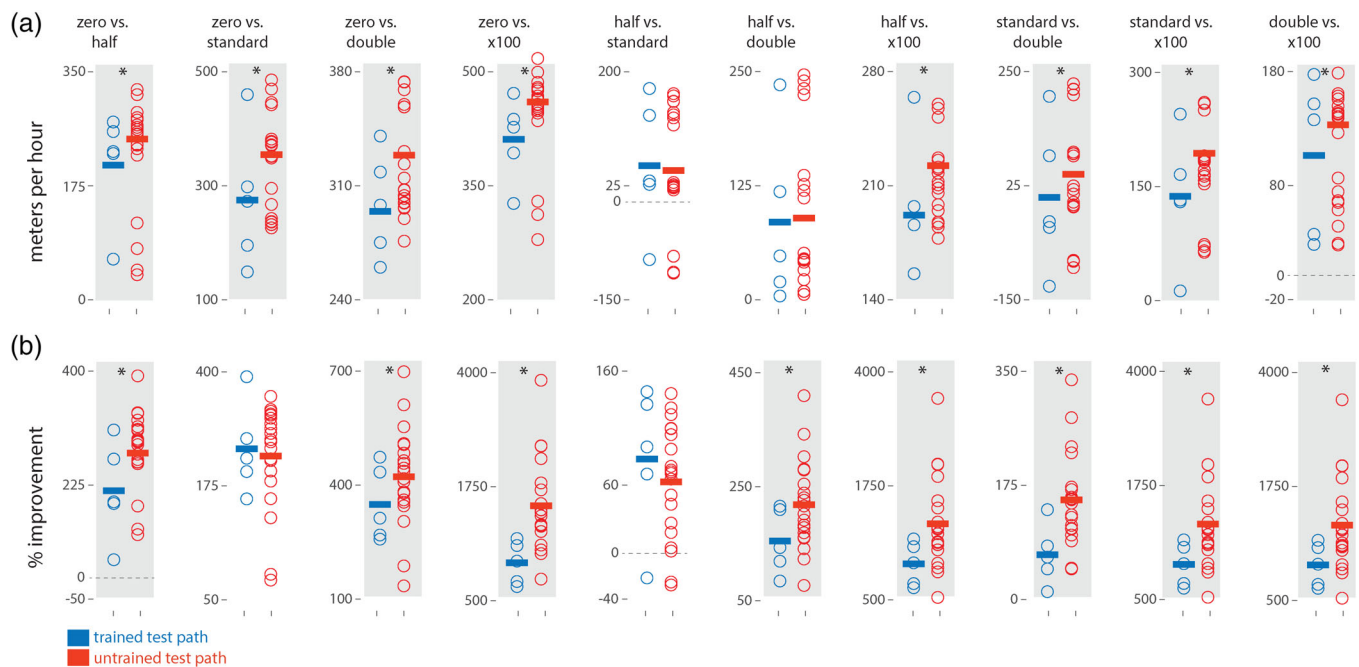 (a)
zero vs. half
zero vs. standard
zero vs. double
zero vs. x100
half vs. standard
half vs. double
half vs. x100
standard vs. double
standard vs. x100
double vs. x100
meters per hour
* * * * * * * *
350 500 380 500 200 250 280 250 300 180
175 300 310 350 25 125 210 25 150 80
0
0 100 240 200 -150 0 140 -150 0 -20
(b)
% improvement
* * * * * * * *
400 400 700 4000 160 450 4000 350 4000 4000
225 175 400 1750 60 250 1750 175 1750 1750
0 0
-50 50 100 500 -40 50 500 0 500 500
trained test path
untrained test path